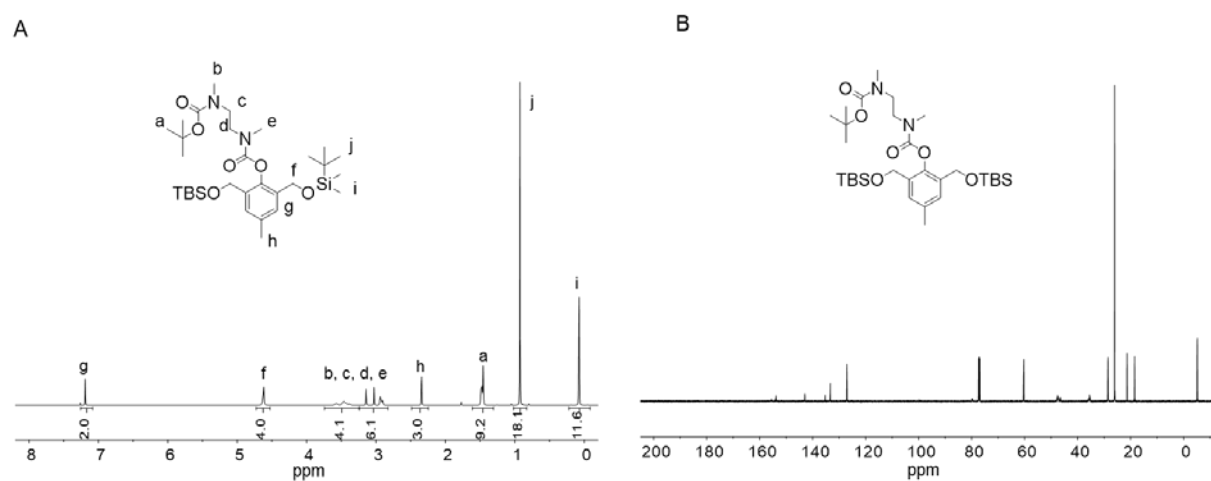 A
b
c
a
d
e
O
N
O
N
O
O
TBSO
f
O
Si
j
i
g
h
j
i
g
f
b, c, d, e
h
a
2.0
4.0
4.1
6.1
3.0
9.2
18.1
11.6
8 7 6 5 4 3 2 1 0
ppm
B
O
N
O
N
O
O
TBSO
OTBS
200 180 160 140 120 100 80 60 40 20 0
ppm